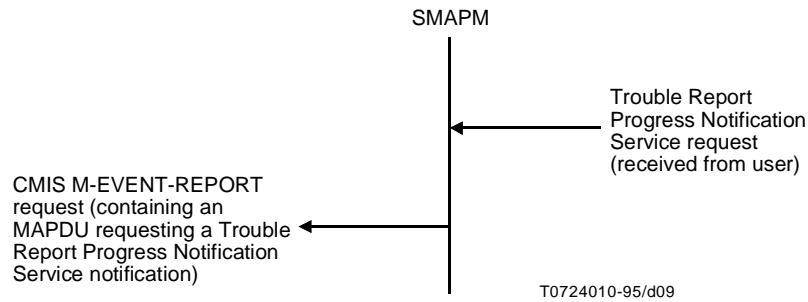 SMAPM
Trouble Report
Progress Notification
Service request
(received from user)
CMIS M-EVENT-REPORT
request (containing an
MAPDU requesting a Trouble
Report Progress Notification
Service notification)
T0724010-95/d09